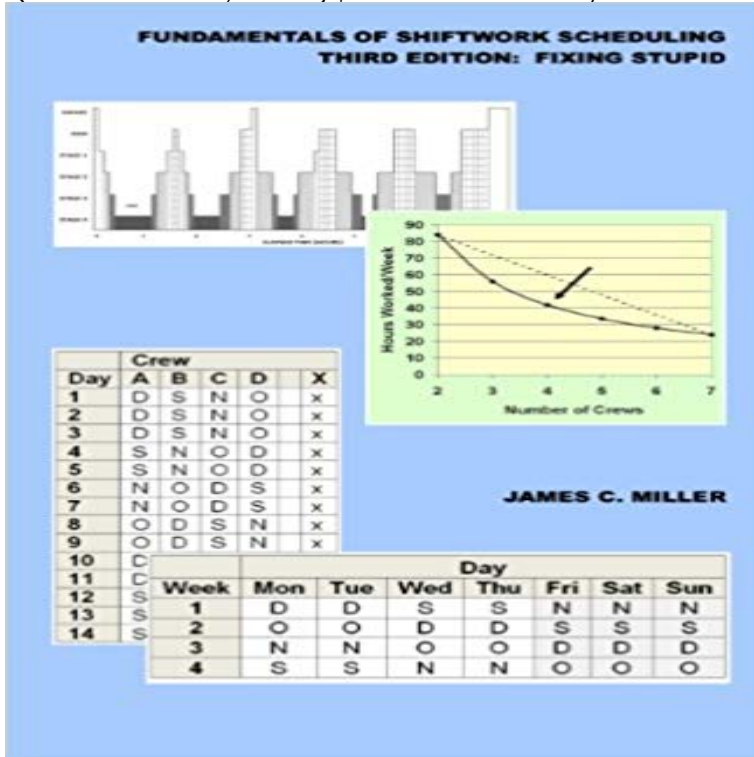 FUNDAMENTALS OF SHIFTWORK SCHEDULING
THIRD EDITION: FIXING STUPID
90
80
70
60
50
40
30
20
10
0
Hours Worked/Week
2 3 4 5 6 7
Number of Crews
Crew
Day A B C D X
1 D S N O x
2 D S N O x
3 D S N O x
4 S N O D x
5 S N O D x
6 N O D S x
7 N O D S x
8 O D S N x
9 O D S N x
10 D
11 D
12 S
13 S
14 S
JAMES C. MILLER
Day
Week Mon Tue Wed Thu Fri Sat Sun
1 D D S S N N N
2 O O D D S S S
3 N N O O D D D
4 S S N N O O O